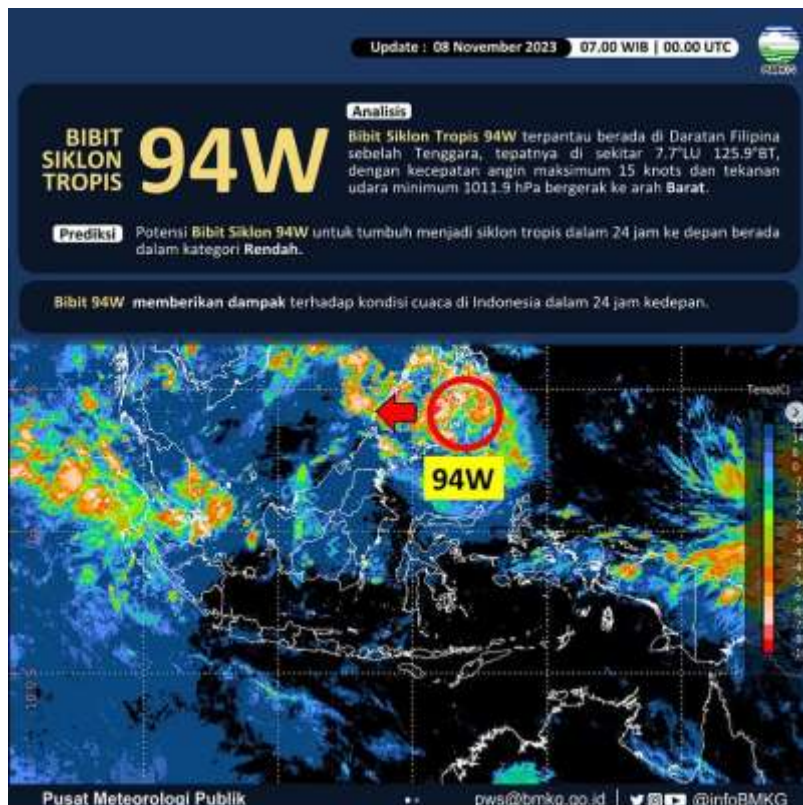 Update : 08 November 2023
07.00 WIB | 00.00 UTC
BMKG
BIBIT
SIKLON
TROPIS
94W
Analisis
Bibit Siklon Tropis 94W terpantau berada di Daratan Filipina
sebelah Tenggara, tepatnya di sekitar 7.7°LU 125.9°BT,
dengan kecepatan angin maksimum 15 knots dan tekanan
udara minimum 1011.9 hPa bergerak ke arah Barat.
Prediksi
Potensi Bibit Siklon 94W untuk tumbuh menjadi siklon tropis dalam 24 jam ke depan berada
dalam kategori Rendah.
Bibit 94W memberikan dampak terhadap kondisi cuaca di Indonesia dalam 24 jam kedepan.
94W
Pusat Meteorologi Publik
pws@bmkg.go.id | @infoBMKG